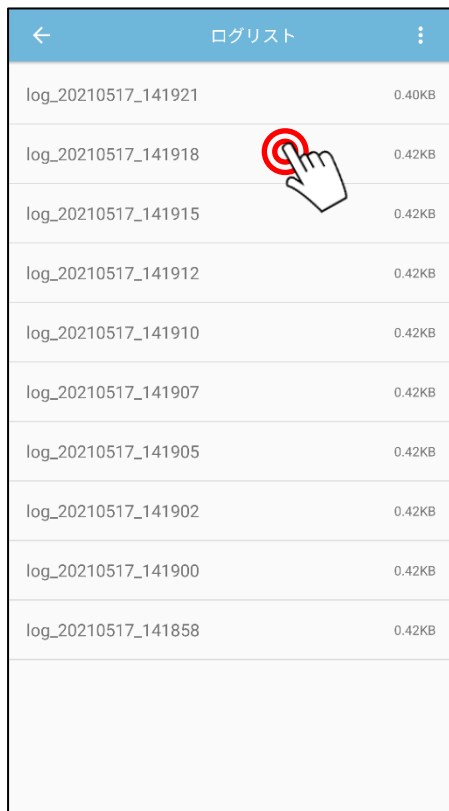 ログリスト
log_20210517_141921 0.40KB
log_20210517_141918 0.42KB
log_20210517_141915 0.42KB
log_20210517_141912 0.42KB
log_20210517_141910 0.42KB
log_20210517_141907 0.42KB
log_20210517_141905 0.42KB
log_20210517_141902 0.42KB
log_20210517_141900 0.42KB
log_20210517_141858 0.42KB